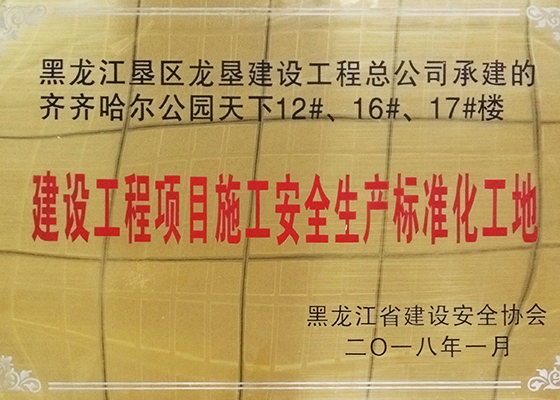 黑龙江垦区龙垦建设工程总公司承建的
齐齐哈尔公园天下12#、16#、17#楼
建设工程项目施工安全生产标准化工地
黑龙江省建设安全协会
二〇一八年一月